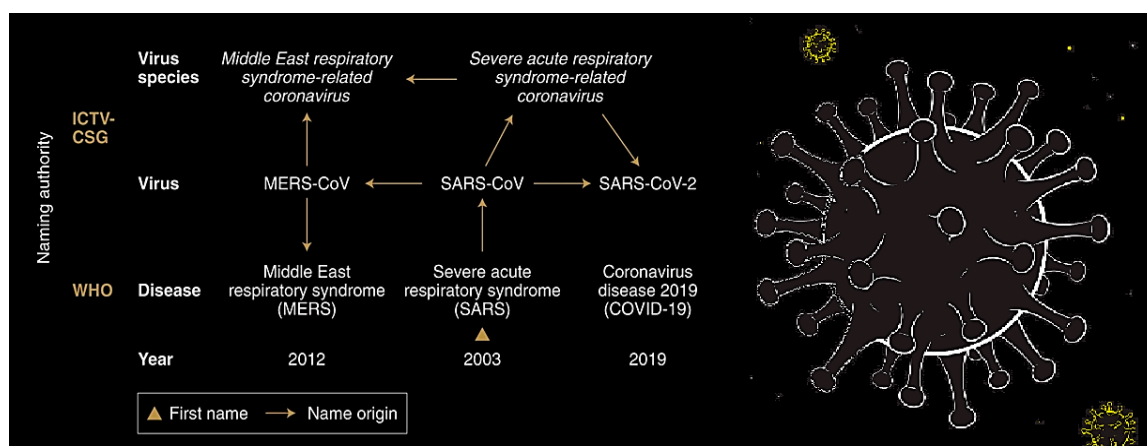 Virus species
Middle East respiratory syndrome-related coronavirus
Severe acute respiratory syndrome-related coronavirus
Naming authority
ICTV-CSG
Virus
MERS-CoV
SARS-CoV
SARS-CoV-2
WHO
Disease
Middle East respiratory syndrome (MERS)
Severe acute respiratory syndrome (SARS)
Coronavirus disease 2019 (COVID-19)
Year
2012
2003
2019
First name
Name origin